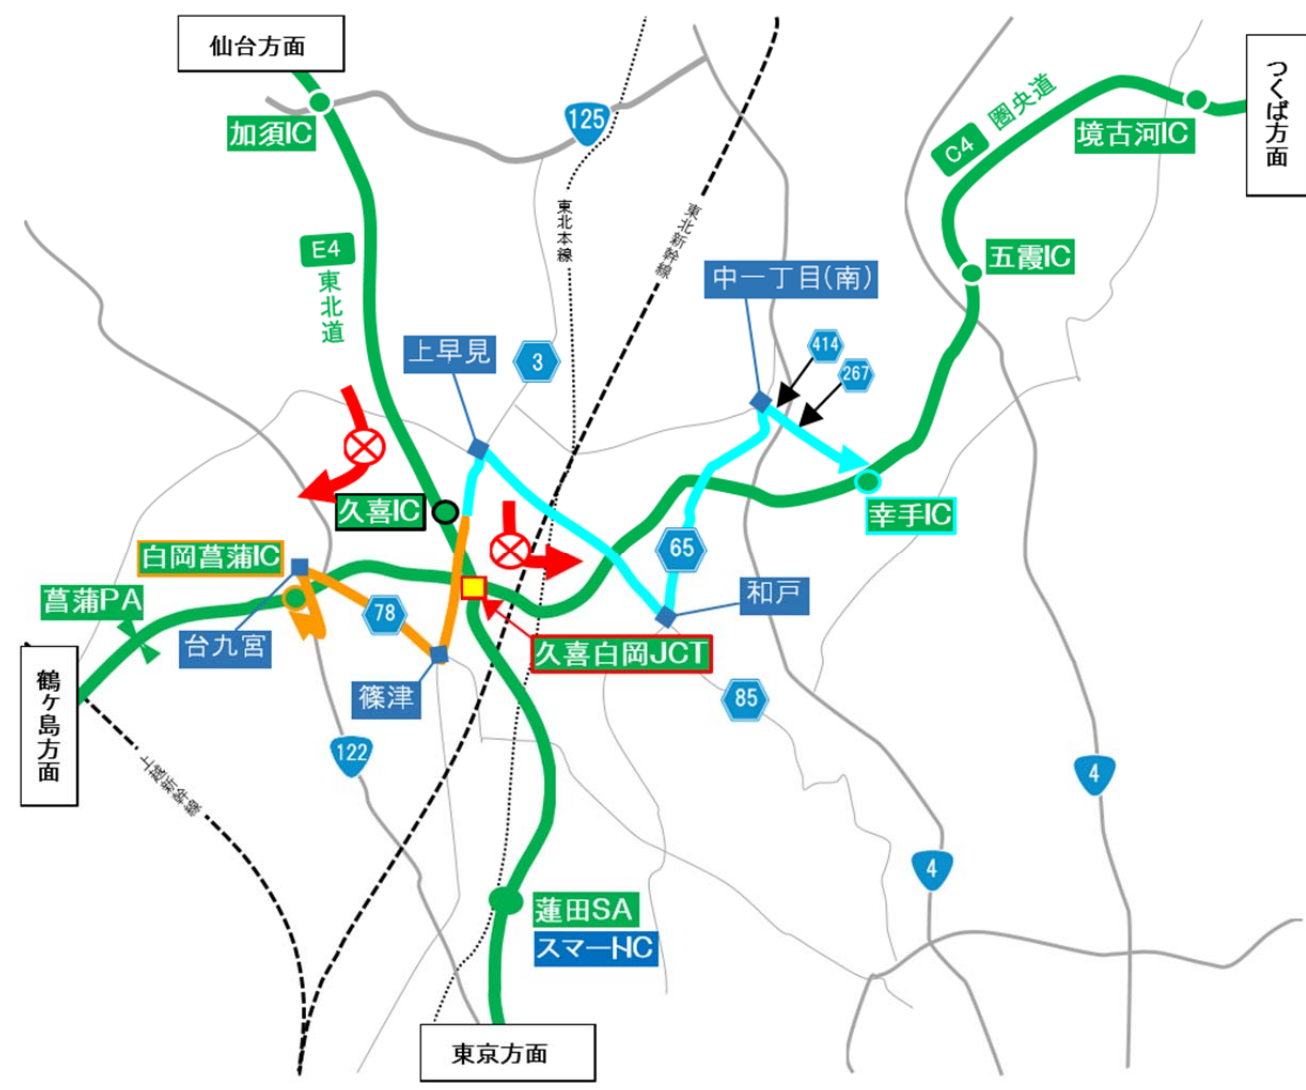 仙台方面
加須IC
125
圏央道
C4
境古河IC
つくば方面
E4
東北道
東北本線
東北新幹線
五霞IC
中一丁目(南)
414
267
上早見
3
久喜IC
幸手IC
白岡菖蒲IC
65
菖蒲PA
78
和戸
台九宮
久喜白岡JCT
篠津
85
鶴ヶ島方面
122
上越新幹線
4
4
蓮田SA
スマートIC
東京方面